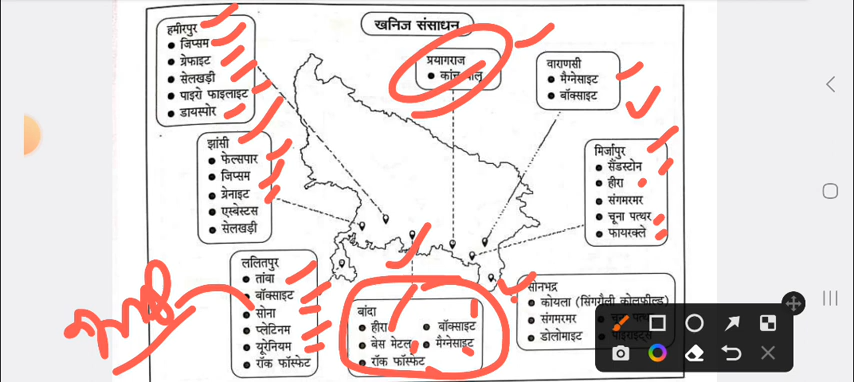 खनिज संसाधन
हमीरपुर
जिप्सम
ग्रेफाइट
सेलखड़ी
पाइरो फाइलाइट
डायस्पोर
प्रयागराज
कांच बालू
वाराणसी
मैग्नेसाइट
बॉक्साइट
झांसी
फेल्सपार
जिप्सम
ग्रेनाइट
एस्बेस्टस
सेलखड़ी
मिर्जापुर
सैंडस्टोन
हीरा
संगमरमर
चूना पत्थर
फायरक्ले
ललितपुर
तांबा
बॉक्साइट
सोना
प्लेटिनम
यूरेनियम
रॉक फॉस्फेट
बांदा
हीरा
बेस मेटल
रॉक फॉस्फेट
बॉक्साइट
मैग्नेसाइट
सोनभद्र
कोयला (सिंगरौली कोलफील्ड)
संगमरमर
डोलोमाइट